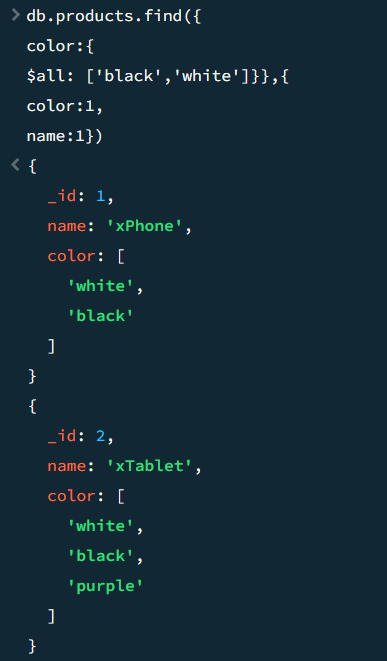 > db.products.find({
color:{
$all: ['black','white']}},{
color:1,
name:1})
< {
_id: 1,
name: 'xPhone',
color: [
'white',
'black'
]
}
{
_id: 2,
name: 'xTablet',
color: [
'white',
'black',
'purple'
]
}